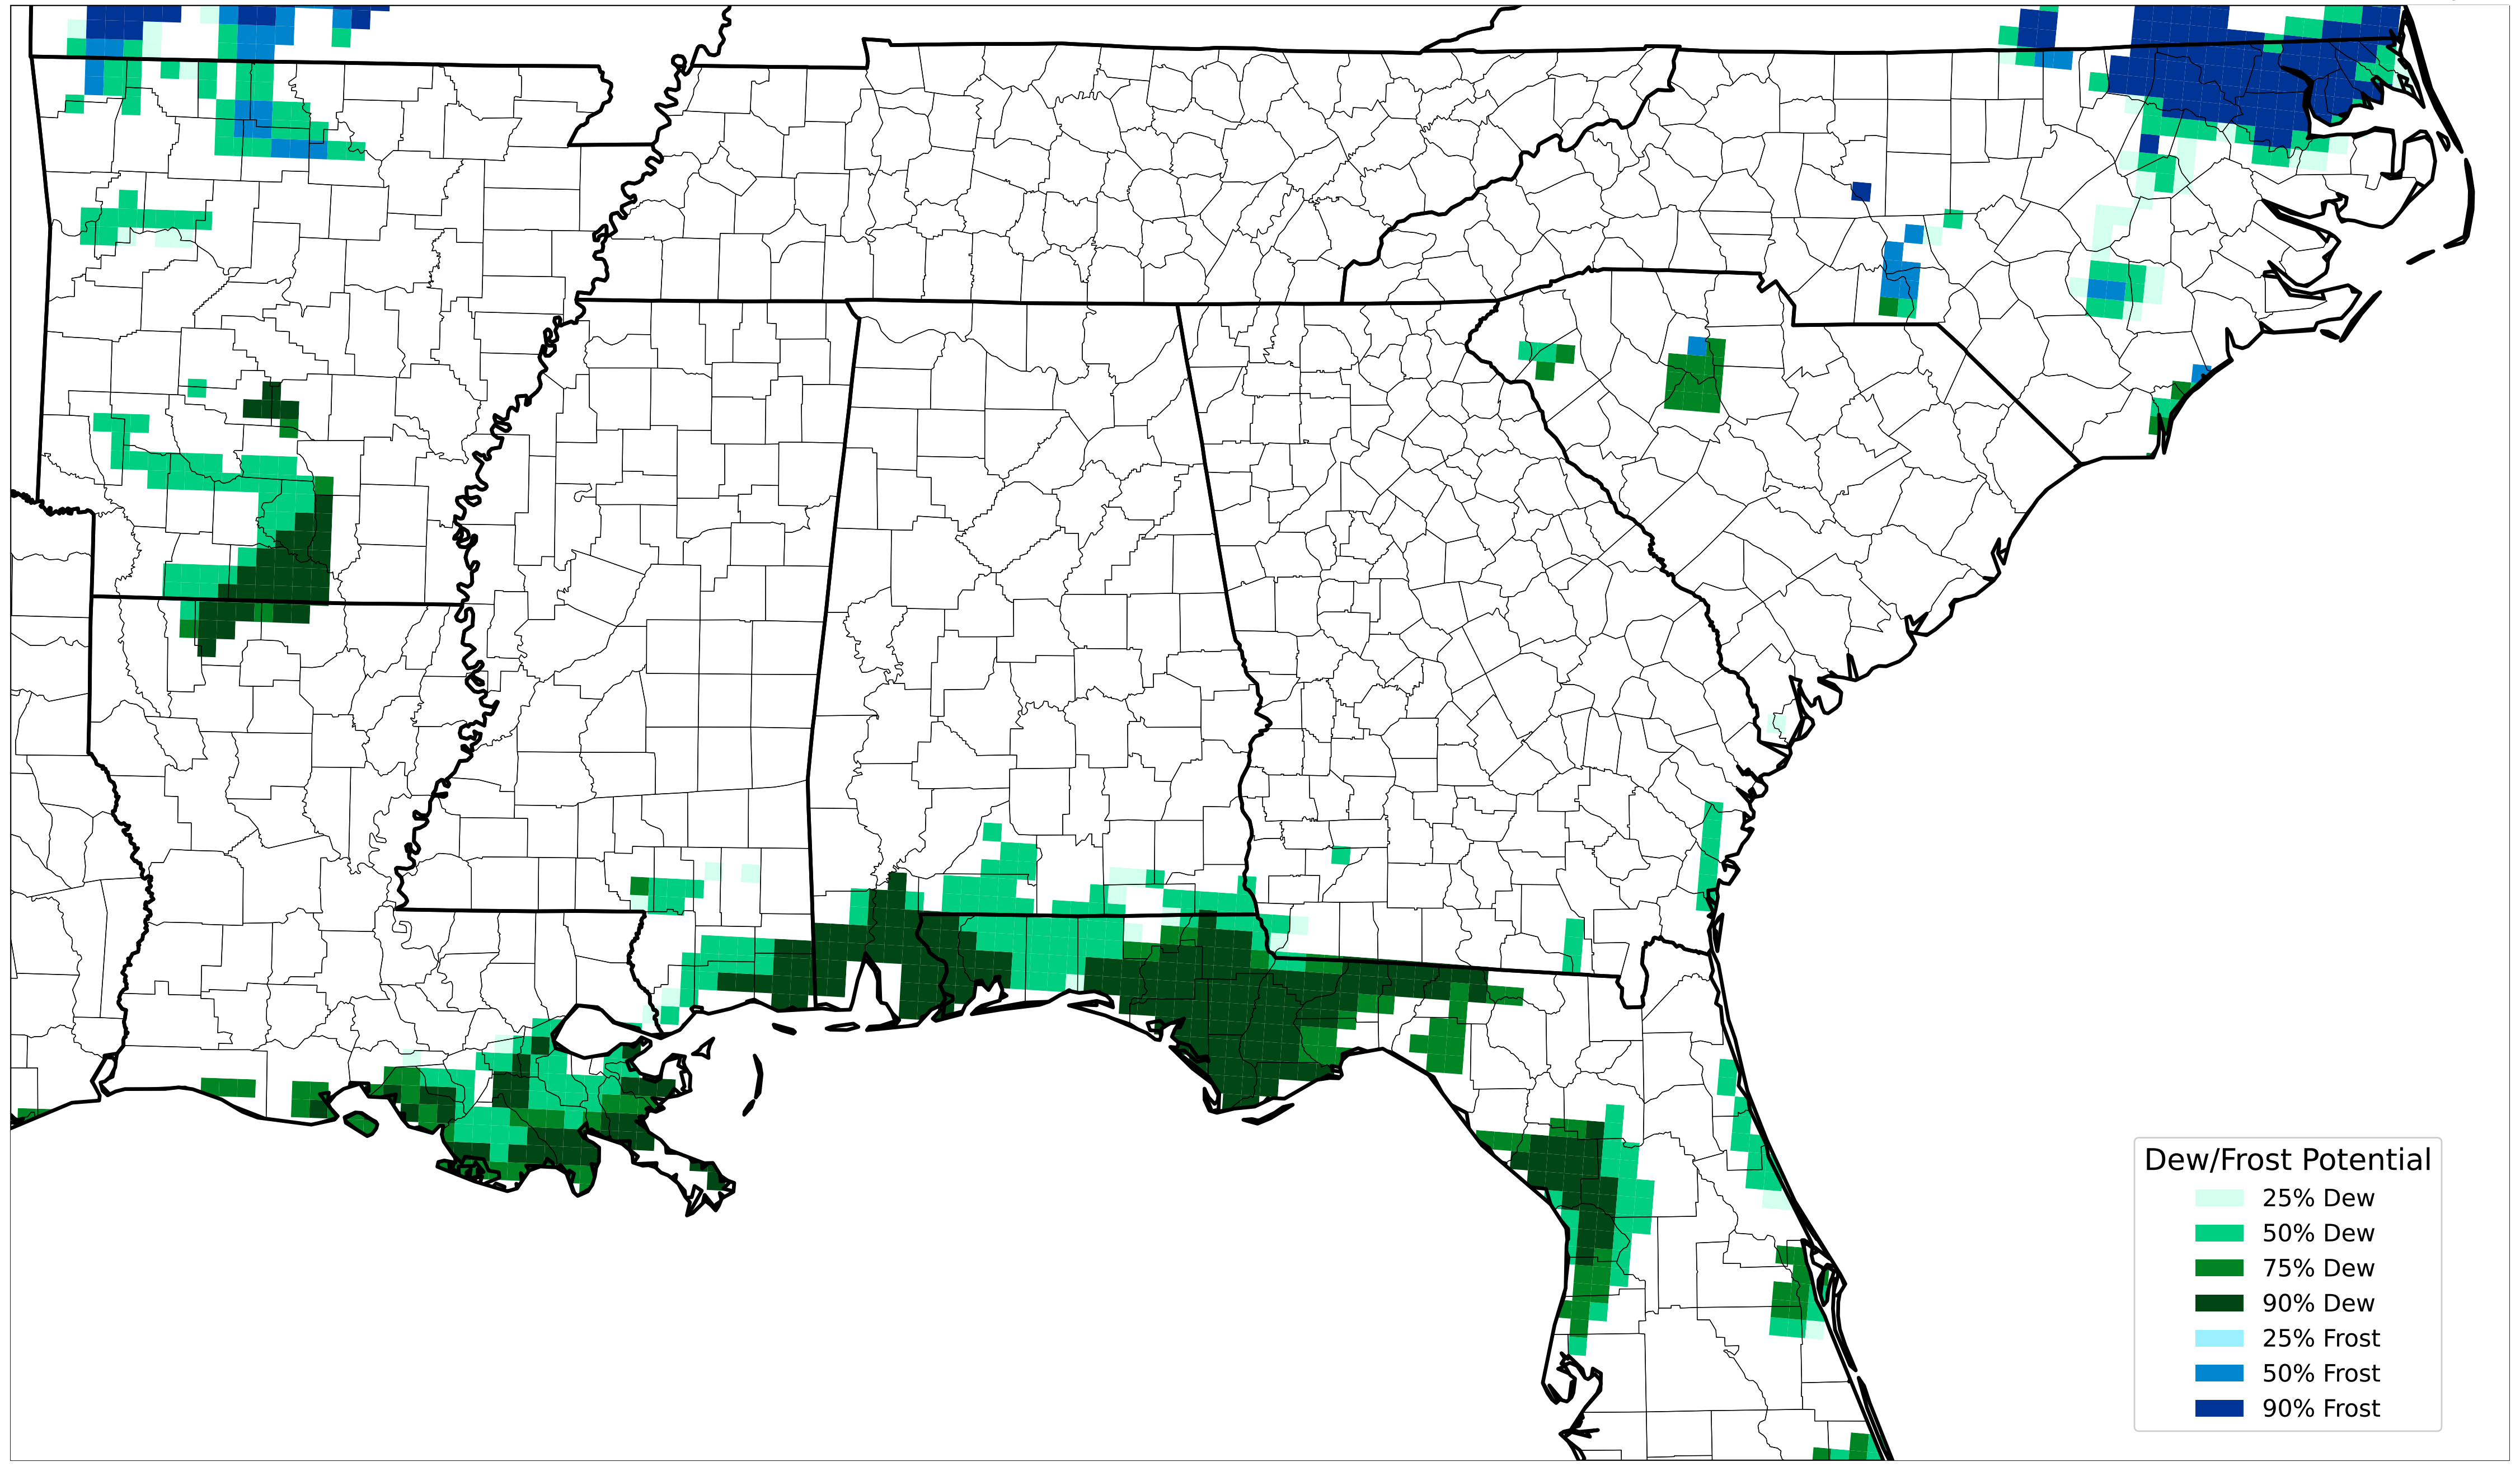 Dew/Frost Potential
25% Dew
50% Dew
75% Dew
90% Dew
25% Frost
50% Frost
90% Frost